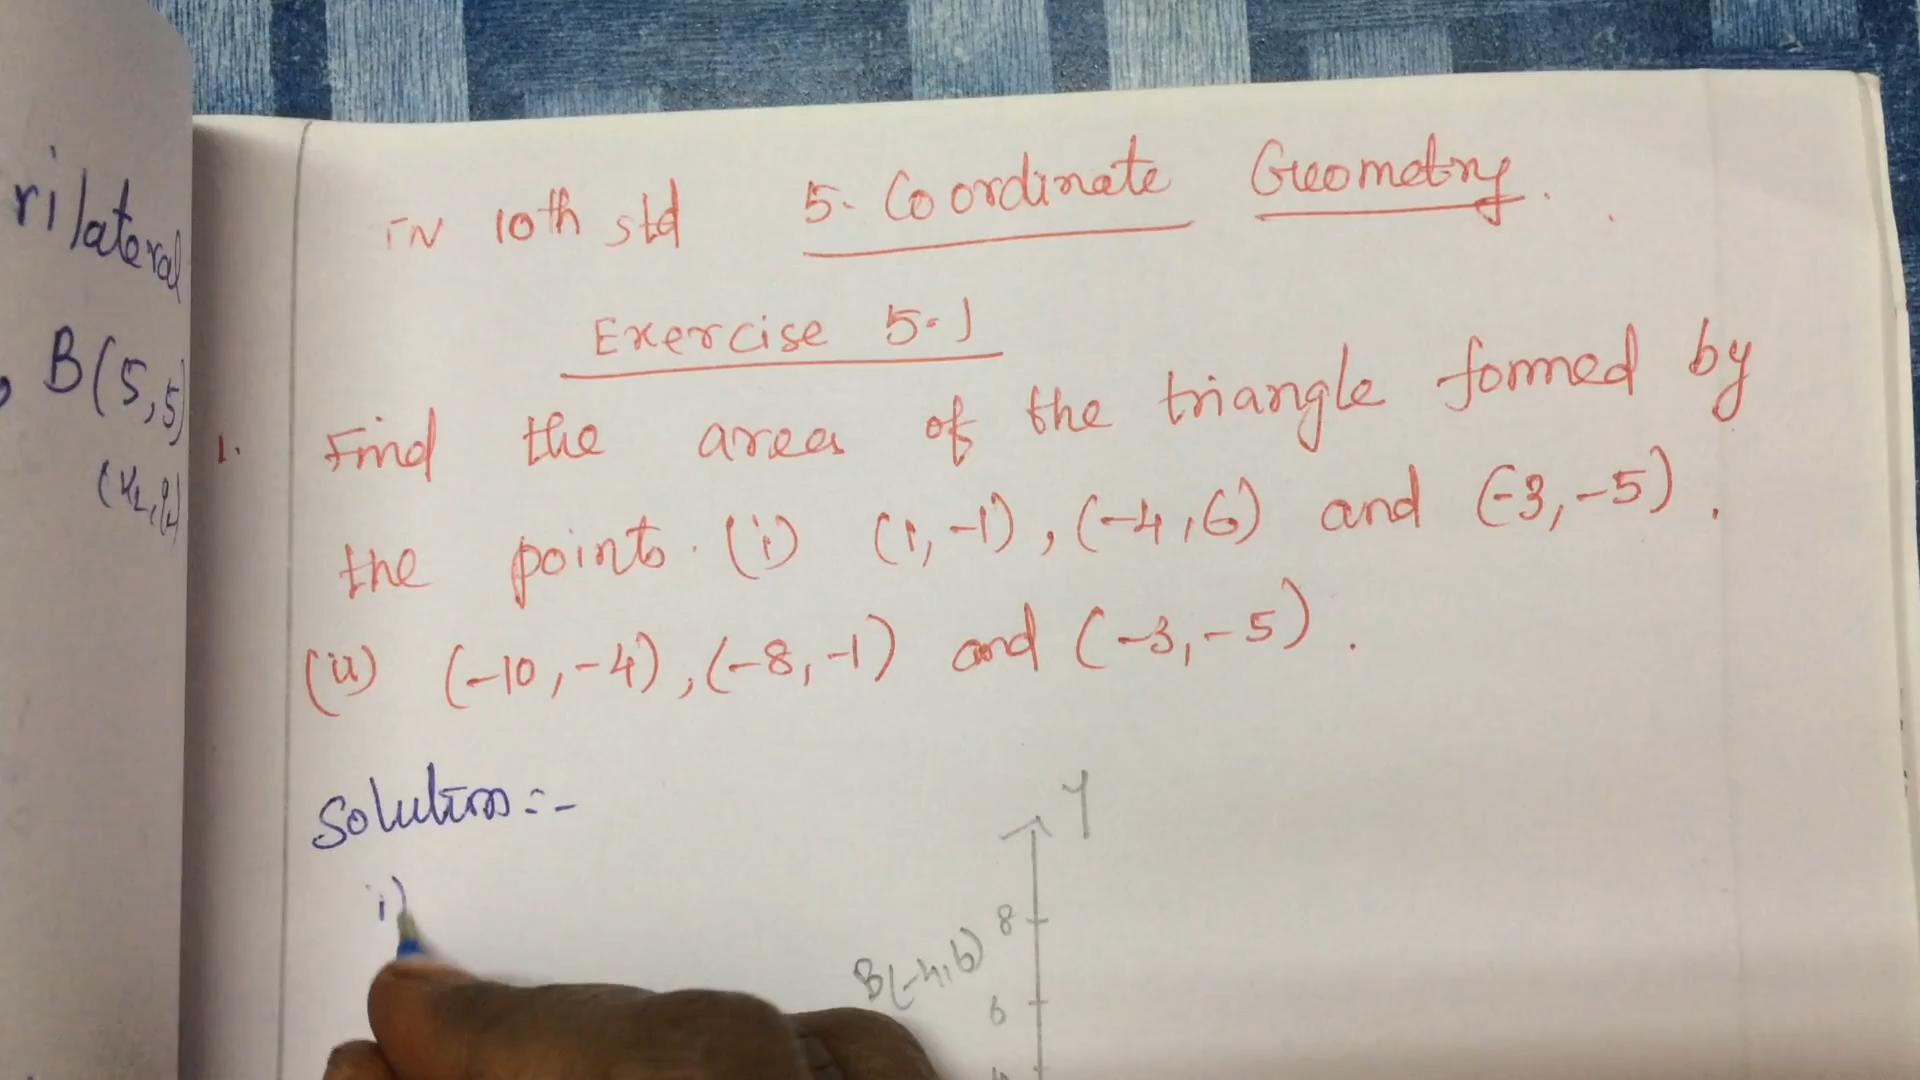 rilateral
B(5,5)
IN 10th std 5. Coordinate Geometry.
Exercise 5.1
1. Find the area of the triangle formed by
the points. (i) (1,-1), (-4,6) and (-3,-5).
(ii) (-10,-4), (-8,-1) and (-3,-5).
Solution:-
i)
Y
8
B(-4,6)
6